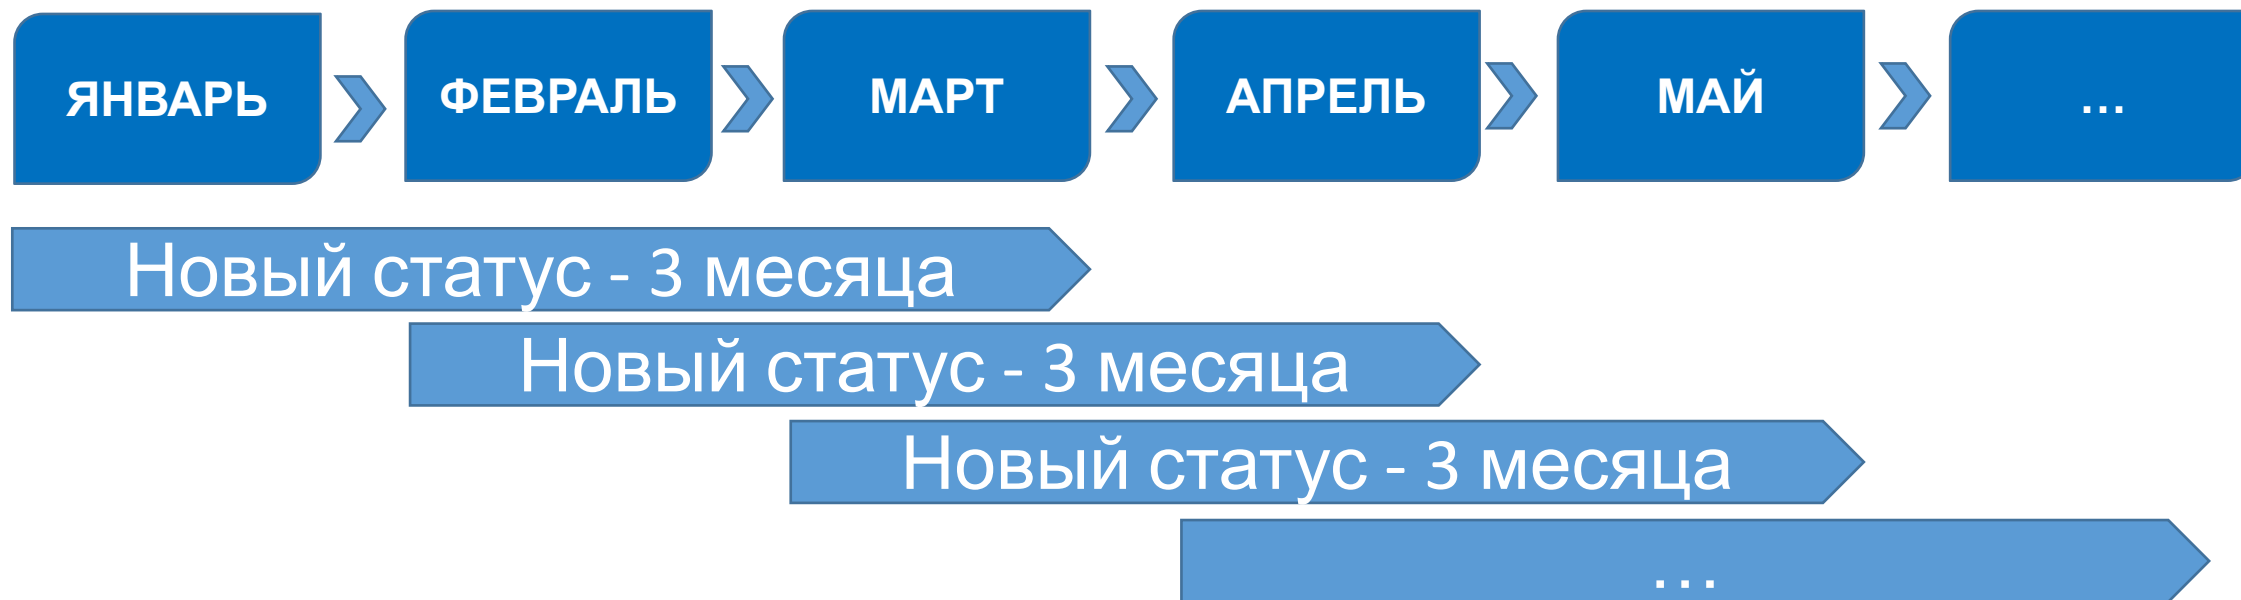 ЯНВАРЬ
ФЕВРАЛЬ
МАРТ
АПРЕЛЬ
МАЙ
...
Новый статус - 3 месяца
Новый статус - 3 месяца
Новый статус - 3 месяца
...